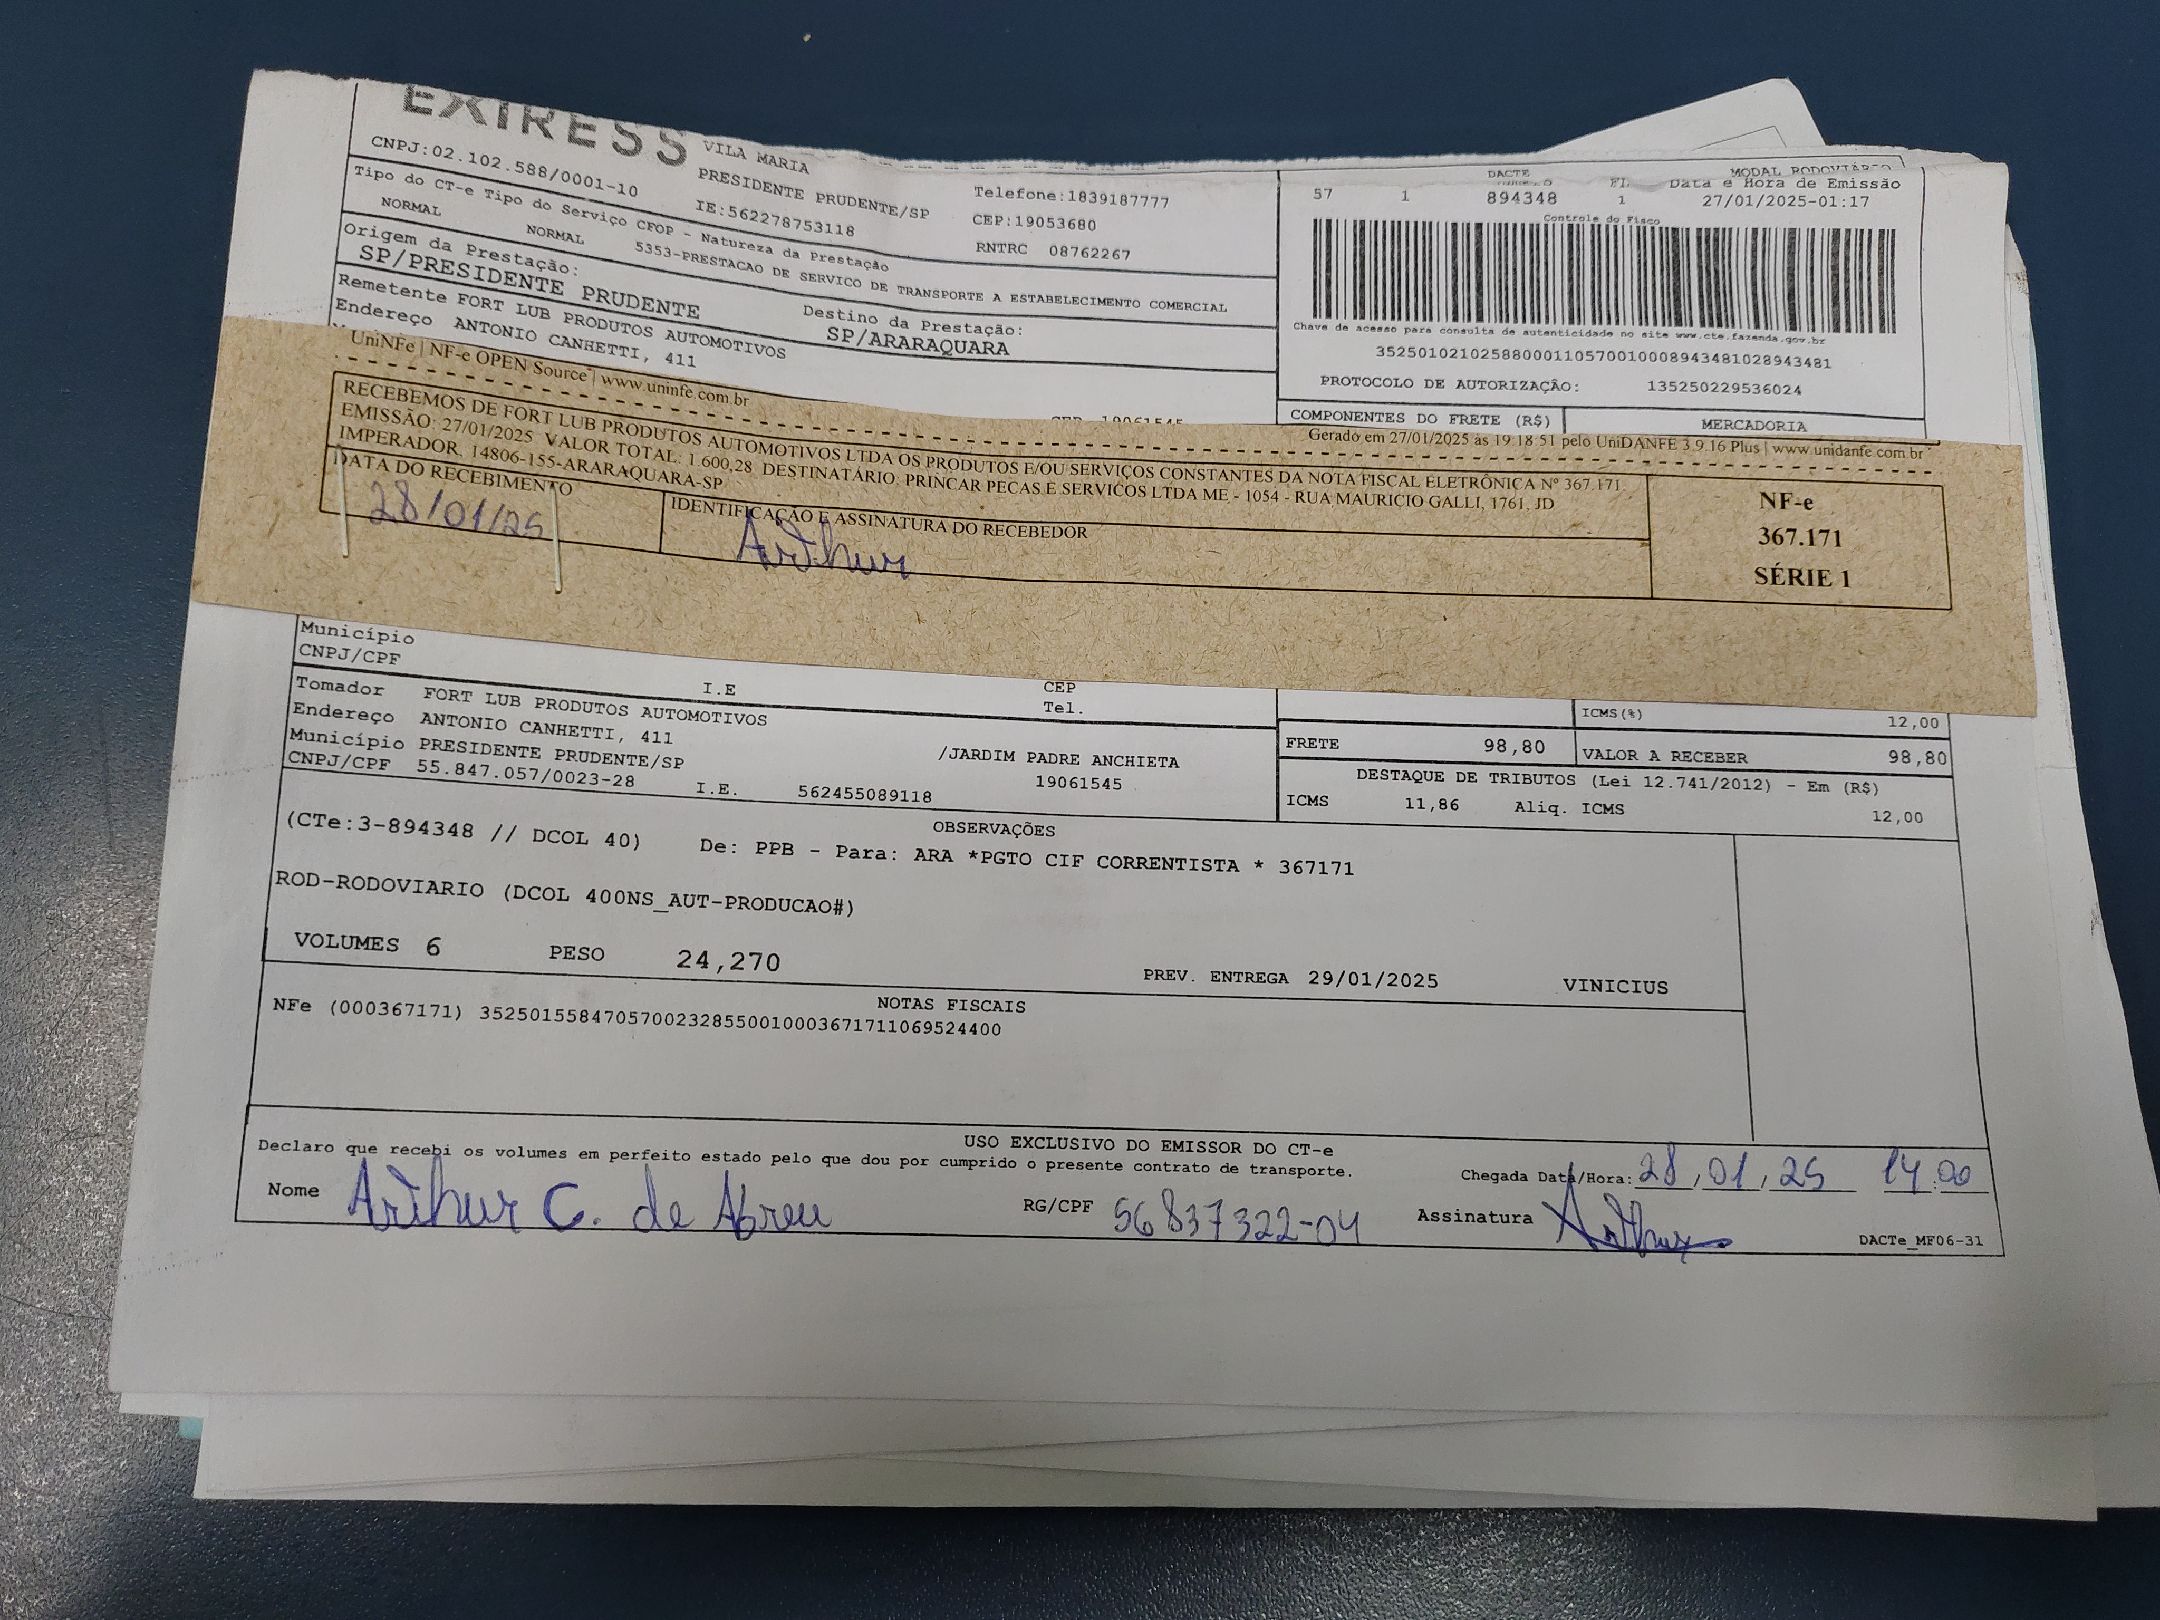 EXPRESS
VILA MARIA
CNPJ:02.102.588/0001-10
PRESIDENTE PRUDENTE/SP
IE:562278753118
Telefone:1839187777
CEP:19053680
RNTRC 08762267
DACTE
MODAL RODOVIÁRIO
FL Data e Hora de Emissão
57 1 894348 1 27/01/2025-01:17
Controle do Fisco
Tipo do CT-e Tipo do Serviço CFOP - Natureza da Prestação
NORMAL NORMAL 5353-PRESTACAO DE SERVICO DE TRANSPORTE A ESTABELECIMENTO COMERCIAL
Origem da Prestação:
SP/PRESIDENTE PRUDENTE
Destino da Prestação:
SP/ARARAQUARA
Remetente FORT LUB PRODUTOS AUTOMOTIVOS
Endereço ANTONIO CANHETTI, 411
CEP 19061545
Chave de acesso para consulta de autenticidade no site www.cte.fazenda.gov.br
35250102102588000110570010008943481028943481
PROTOCOLO DE AUTORIZAÇÃO: 135250229536024
COMPONENTES DO FRETE (R$) MERCADORIA
UniNFe | NF-e OPEN Source | www.uninfe.com.br
Gerado em 27/01/2025 às 19:18:51 pelo UniDANFE 3.9.16 Plus | www.unidanfe.com.br
RECEBEMOS DE FORT LUB PRODUTOS AUTOMOTIVOS LTDA OS PRODUTOS E/OU SERVIÇOS CONSTANTES DA NOTA FISCAL ELETRÔNICA Nº 367.171.
EMISSÃO: 27/01/2025 VALOR TOTAL: 1.600,28 DESTINATÁRIO: PRINCAR PECAS E SERVICOS LTDA ME - 1054 - RUA MAURICIO GALLI, 1761, JD
IMPERADOR, 14806-155-ARARAQUARA-SP
DATA DO RECEBIMENTO
28/01/25
IDENTIFICAÇÃO E ASSINATURA DO RECEBEDOR
Arthur
NF-e
367.171
SÉRIE 1
Município
CNPJ/CPF I.E CEP
Tel.
Tomador FORT LUB PRODUTOS AUTOMOTIVOS
Endereço ANTONIO CANHETTI, 411
Município PRESIDENTE PRUDENTE/SP /JARDIM PADRE ANCHIETA
CNPJ/CPF 55.847.057/0023-28 I.E. 562455089118 19061545
ICMS(%) 12,00
FRETE 98,80 VALOR A RECEBER 98,80
DESTAQUE DE TRIBUTOS (Lei 12.741/2012) - Em (R$)
ICMS 11,86 Aliq. ICMS 12,00
OBSERVAÇÕES
(CTe:3-894348 // DCOL 40) De: PPB - Para: ARA *PGTO CIF CORRENTISTA * 367171
ROD-RODOVIARIO (DCOL 400NS_AUT-PRODUCAO#)
VOLUMES 6 PESO 24,270 PREV. ENTREGA 29/01/2025 VINICIUS
NOTAS FISCAIS
NFe (000367171) 35250155847057002328550010003671711069524400
USO EXCLUSIVO DO EMISSOR DO CT-e
Declaro que recebi os volumes em perfeito estado pelo que dou por cumprido o presente contrato de transporte.
Chegada Data/Hora: 28,01,25 14 00
Nome Arthur C. de Abreu RG/CPF 56837322-04 Assinatura Arthur
DACTe_MF06-31